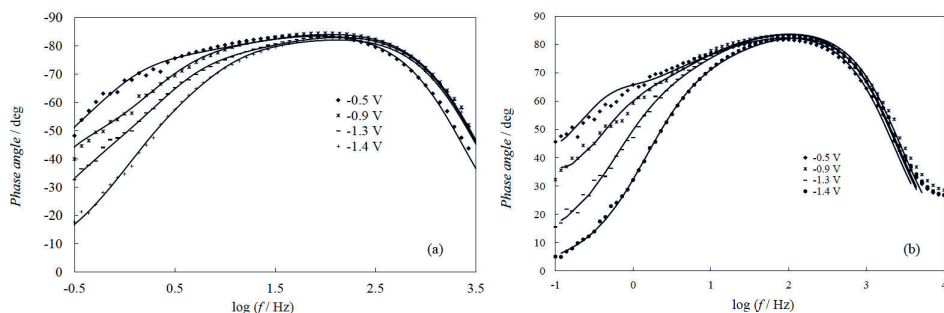 -90
-80
-70
-60
-50
-40
-30
-20
-10
0
Phase angle / deg
-0.5 0.5 1.5 2.5 3.5
log (f / Hz)
-0.5 V
-0.9 V
-1.3 V
-1.4 V
(a)
90
80
70
60
50
40
30
20
10
0
Phase angle / deg
-1 0 1 2 3 4
log (f / Hz)
-0.5 V
-0.9 V
-1.3 V
-1.4 V
(b)